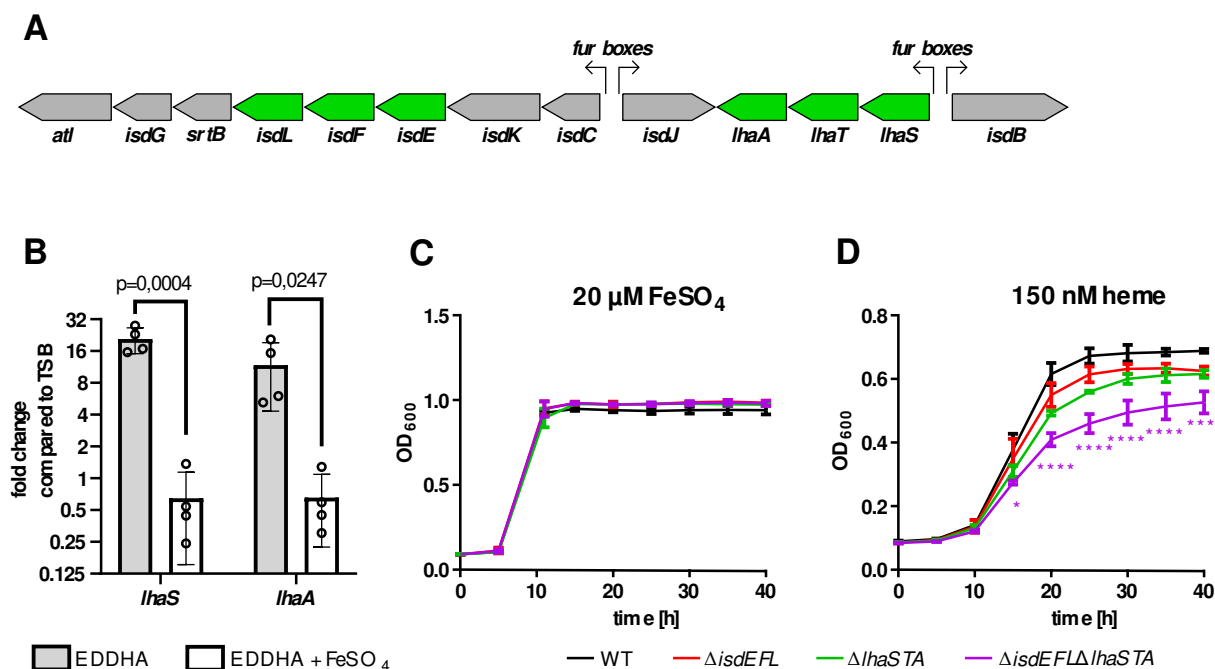 A
fur boxes
fur boxes
atl isdG srtB isdL isdF isdE isdK isdC isdJ lhaA lhaT lhaS isdB
B
p=0,0004
p=0,0247
fold change
compared to TSB
32
16
8
4
2
1
0.5
0.25
0.125
lhaS lhaA
EDDHA EDDHA + FeSO4
C
20 µM FeSO4
OD600
1.5
1.0
0.5
0.0
0 10 20 30 40
time [h]
D
150 nM heme
OD600
0.8
0.6
0.4
0.2
0.0
* **** **** **** **** ***
0 10 20 30 40
time [h]
WT ΔisdEFL ΔlhaSTA ΔisdEFLΔlhaSTA